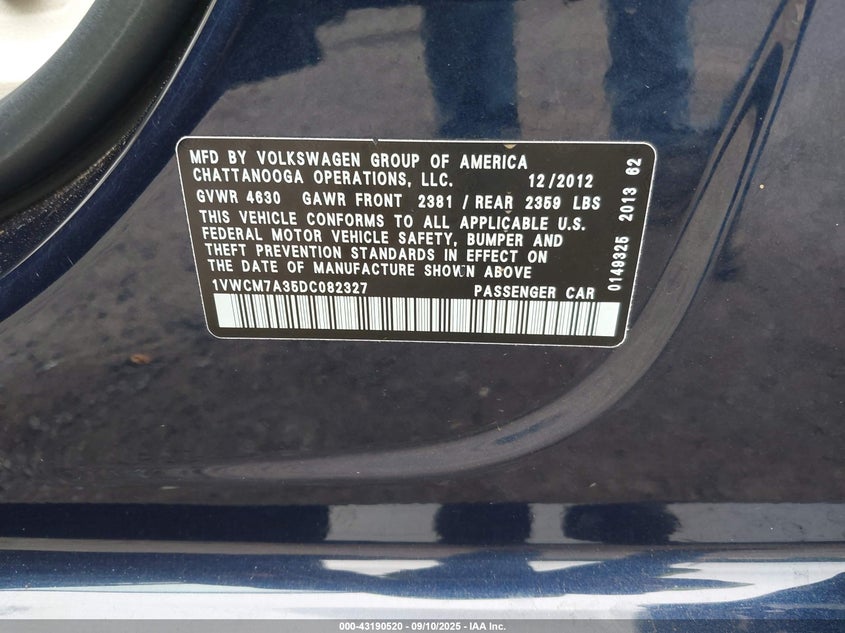 MFD BY VOLKSWAGEN GROUP OF AMERICA
CHATTANOOGA OPERATIONS, LLC. 12/2012
GVWR 4630 GAWR FRONT 2381 / REAR 2359 LBS
THIS VEHICLE CONFORMS TO ALL APPLICABLE U.S.
FEDERAL MOTOR VEHICLE SAFETY, BUMPER AND
THEFT PREVENTION STANDARDS IN EFFECT ON
THE DATE OF MANUFACTURE SHOWN ABOVE
1VWCM7A35DC082327 PASSENGER CAR
0149325 2013 62
000-43190520 - 09/10/2025 - IAA Inc.